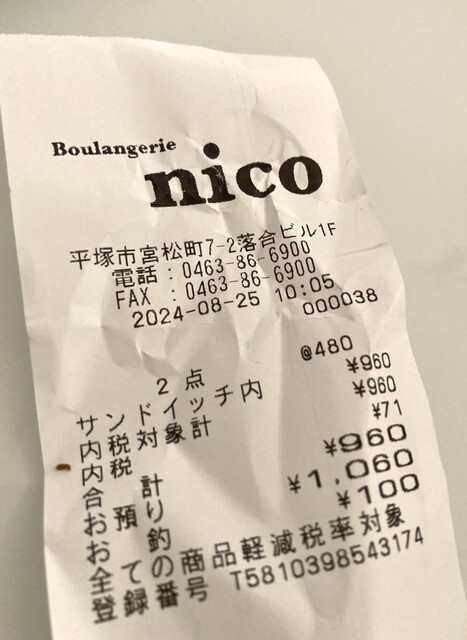 Boulangerie
nico
平塚市宮松町7-2落合ビル1F
電話：0463-86-6900
FAX ：0463-86-6900
2024-08-25 10:05
000038
2点 @480
サンドイッチ内 ¥960
内税対象計 ¥960
内税 ¥71
合 計 ¥960
お預り ¥1,060
お 釣 ¥100
全ての商品軽減税率対象
登録番号 T5810398543174